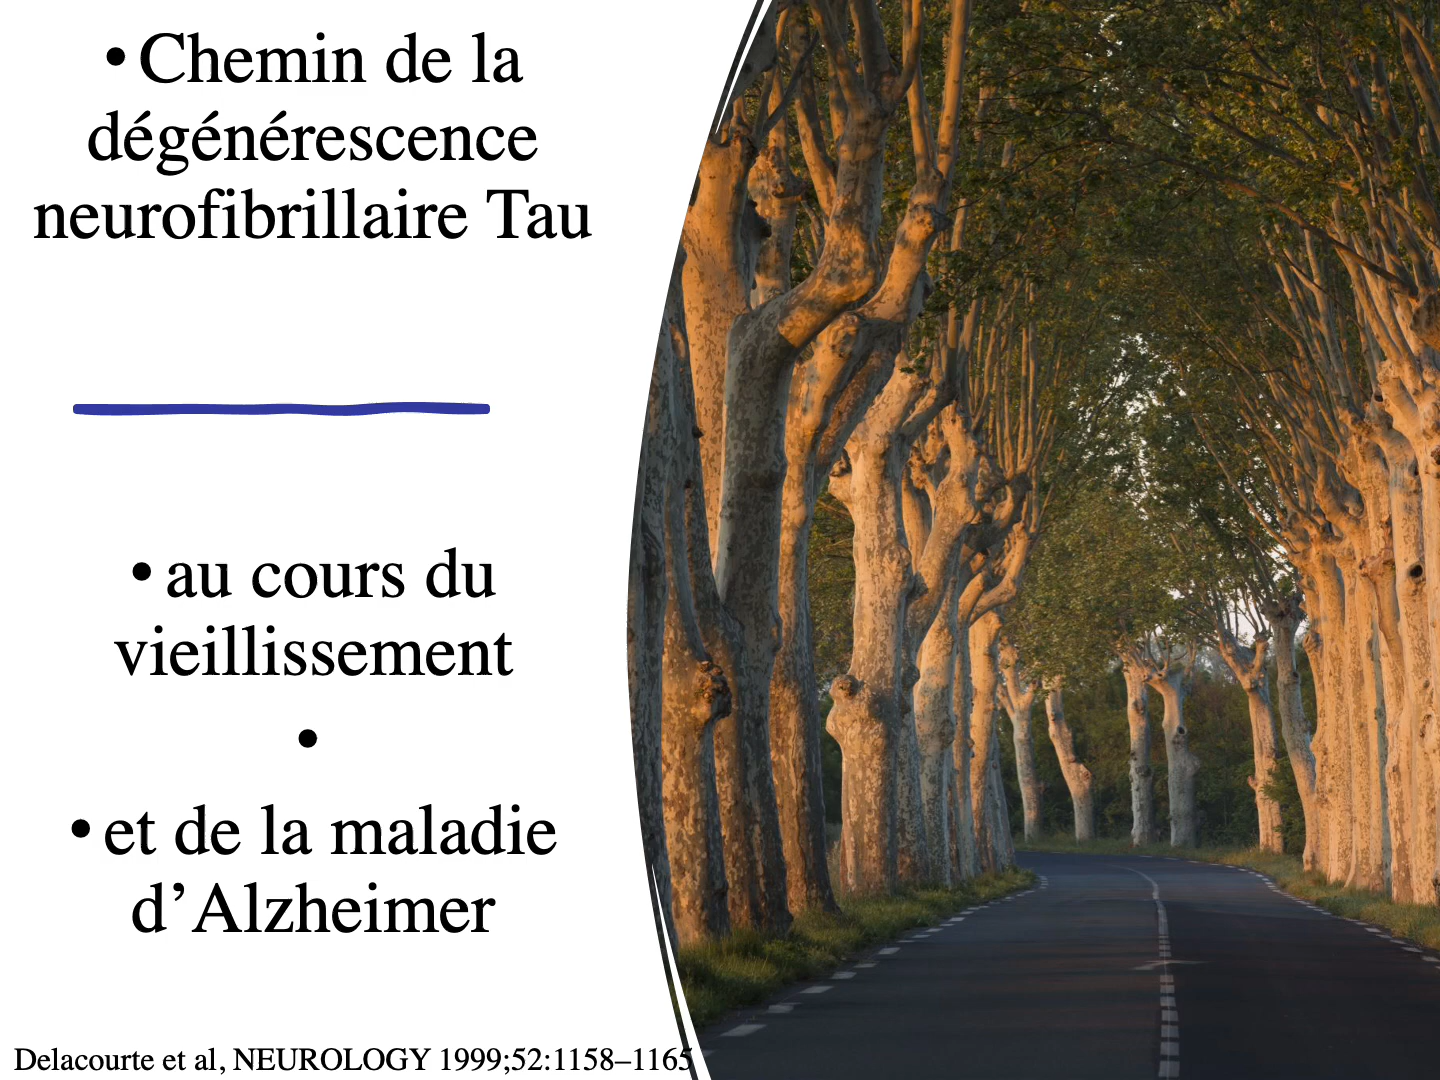 • Chemin de la
dégénérescence
neurofibrillaire Tau
• au cours du
vieillissement
•
• et de la maladie
d’Alzheimer
Delacourte et al, NEUROLOGY 1999;52:1158–1165